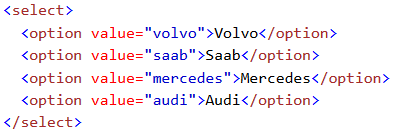 <select>
  <option value="volvo">Volvo</option>
  <option value="saab">Saab</option>
  <option value="mercedes">Mercedes</option>
  <option value="audi">Audi</option>
</select>